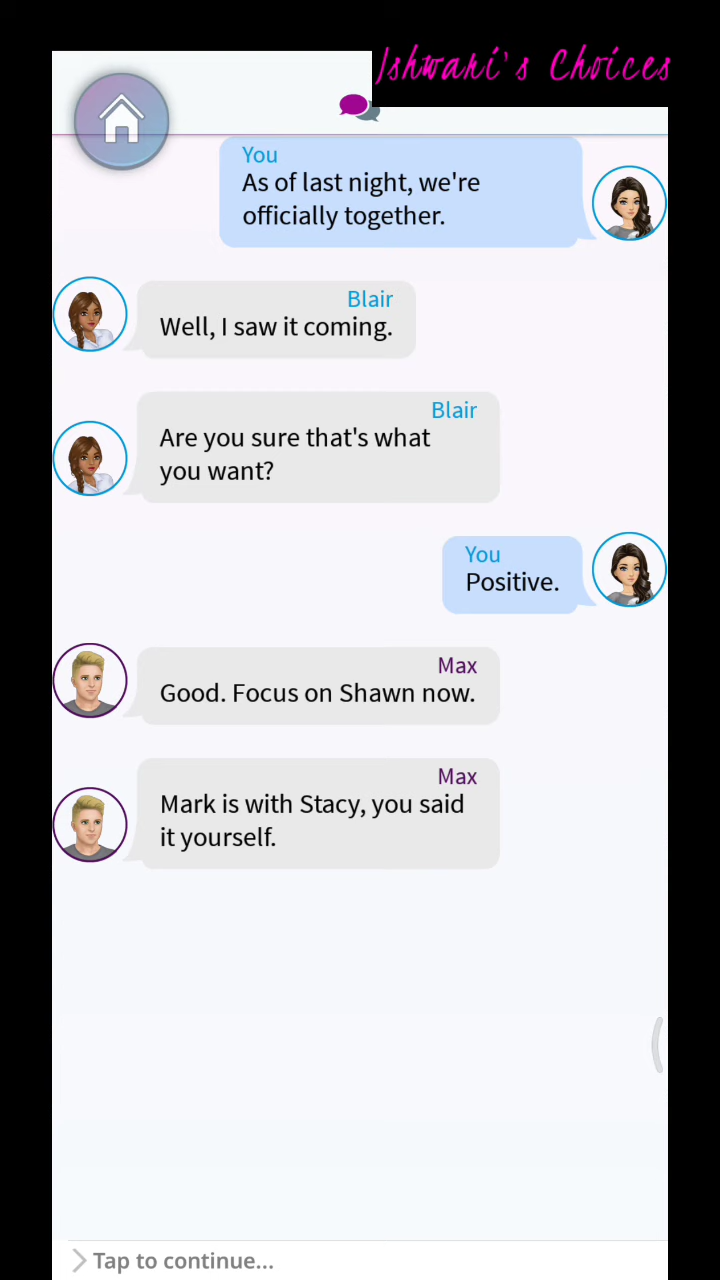 Ishwari's Choices
You
As of last night, we're
officially together.
Blair
Well, I saw it coming.
Blair
Are you sure that's what
you want?
You
Positive.
Max
Good. Focus on Shawn now.
Max
Mark is with Stacy, you said
it yourself.
Tap to continue...